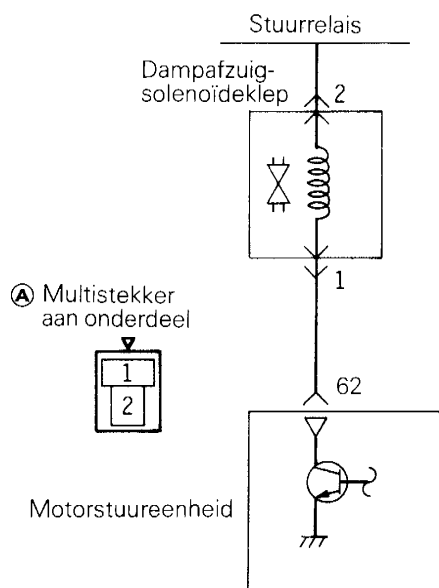 Stuurrelais
Dampafzuig-
solenoïdeklep
2
1
Ⓐ Multistekker
aan onderdeel
1
2
62
Motorstuureenheid